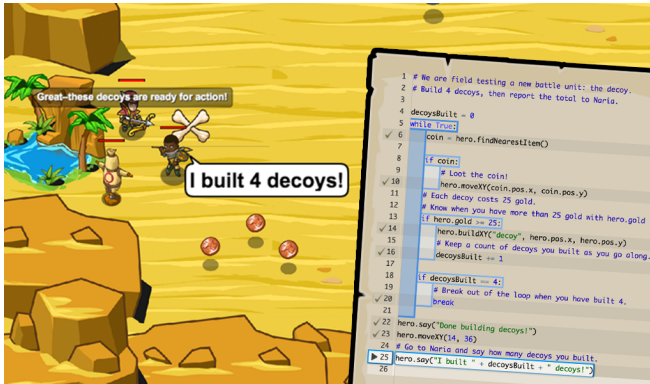 Great–these decoys are ready for action!
I built 4 decoys!
1 # We are field testing a new battle unit: the decoy.
2 # Build 4 decoys, then report the total to Naria.
3
4 decoysBuilt = 0
5 while True:
6 coin = hero.findNearestItem()
7
8 if coin:
9 # Loot the coin!
10 hero.moveXY(coin.pos.x, coin.pos.y)
11 # Each decoy costs 25 gold.
12 # Know when you have more than 25 gold with hero.gold
13 if hero.gold >= 25:
14 hero.buildXY("decoy", hero.pos.x, hero.pos.y)
15 # Keep a count of decoys you built as you go along.
16 decoysBuilt += 1
17
18 if decoysBuilt == 4:
19 # Break out of the loop when you have built 4.
20 break
21
22 hero.say("Done building decoys!")
23 hero.moveXY(14, 36)
24 # Go to Naria and say how many decoys you built.
25 hero.say("I built " + decoysBuilt + " decoys!")
26